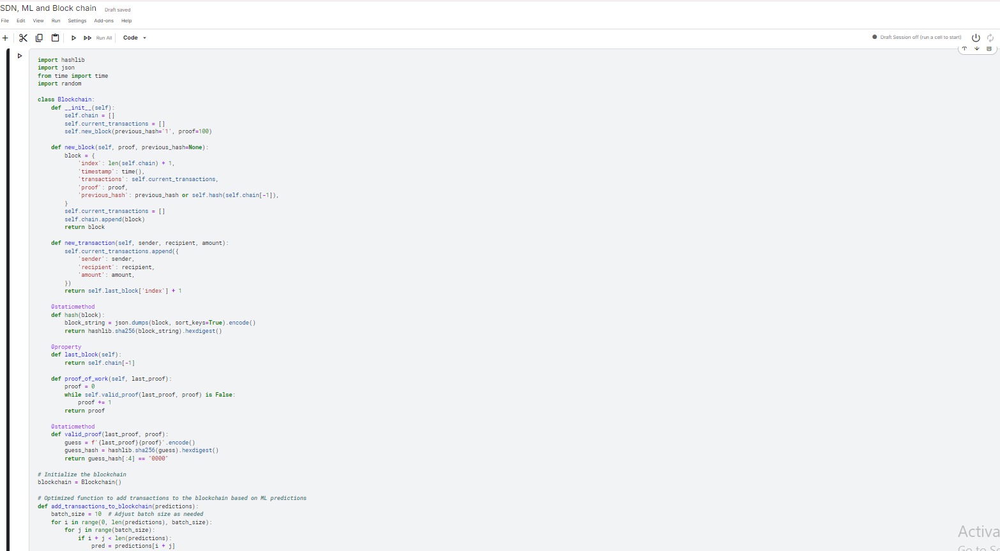 SDN, ML and Block chain Draft saved
File Edit View Run Settings Add-ons Help
+ Run All Code Draft Session off (run a cell to start)
import hashlib
import json
from time import time
import random
class Blockchain:
    def __init__(self):
        self.chain = []
        self.current_transactions = []
        self.new_block(previous_hash='1', proof=100)
    def new_block(self, proof, previous_hash=None):
        block = {
            'index': len(self.chain) + 1,
            'timestamp': time(),
            'transactions': self.current_transactions,
            'proof': proof,
            'previous_hash': previous_hash or self.hash(self.chain[-1]),
        }
        self.current_transactions = []
        self.chain.append(block)
        return block
    def new_transaction(self, sender, recipient, amount):
        self.current_transactions.append({
            'sender': sender,
            'recipient': recipient,
            'amount': amount,
        })
        return self.last_block['index'] + 1
    @staticmethod
    def hash(block):
        block_string = json.dumps(block, sort_keys=True).encode()
        return hashlib.sha256(block_string).hexdigest()
    @property
    def last_block(self):
        return self.chain[-1]
    def proof_of_work(self, last_proof):
        proof = 0
        while self.valid_proof(last_proof, proof) is False:
            proof += 1
        return proof
    @staticmethod
    def valid_proof(last_proof, proof):
        guess = f'{last_proof}{proof}'.encode()
        guess_hash = hashlib.sha256(guess).hexdigest()
        return guess_hash[:4] == "0000"
# Initialize the blockchain
blockchain = Blockchain()
# Optimized function to add transactions to the blockchain based on ML predictions
def add_transactions_to_blockchain(predictions):
    batch_size = 10  # Adjust batch size as needed
    for i in range(0, len(predictions), batch_size):
        for j in range(batch_size):
            if i + j < len(predictions):
                pred = predictions[i + j]
Activa
Go to Se